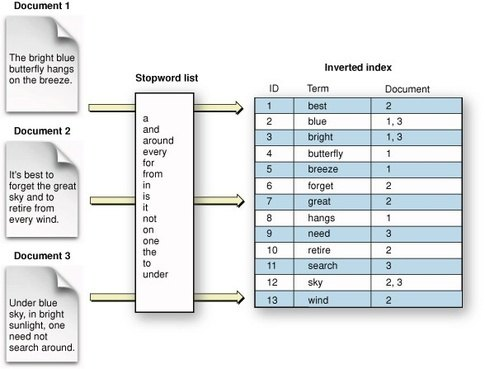 Document 1
The bright blue
butterfly hangs
on the breeze.
Document 2
It's best to
forget the great
sky and to
retire from
every wind.
Document 3
Under blue
sky, in bright
sunlight, one
need not
search around.
Stopword list
a
and
around
every
for
from
in
is
it
not
on
one
the
to
under
Inverted index
ID Term Document
1 best 2
2 blue 1, 3
3 bright 1, 3
4 butterfly 1
5 breeze 1
6 forget 2
7 great 2
8 hangs 1
9 need 3
10 retire 2
11 search 3
12 sky 2, 3
13 wind 2